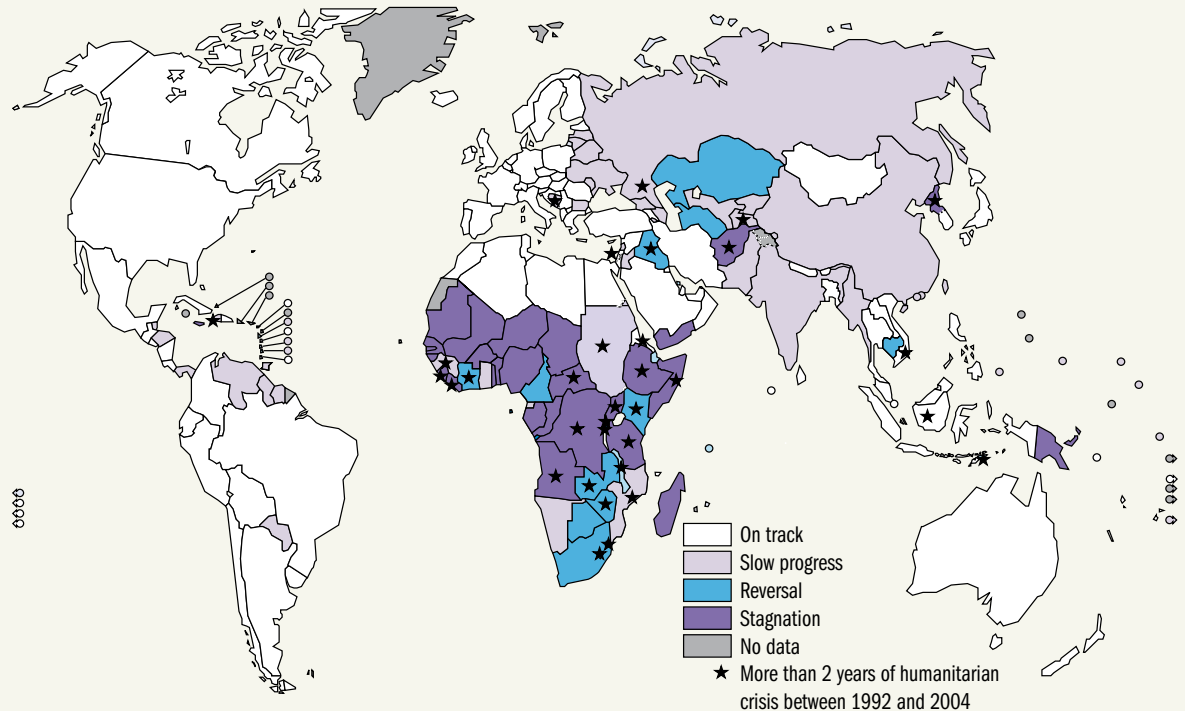 On track
Slow progress
Reversal
Stagnation
No data
More than 2 years of humanitarian
crisis between 1992 and 2004